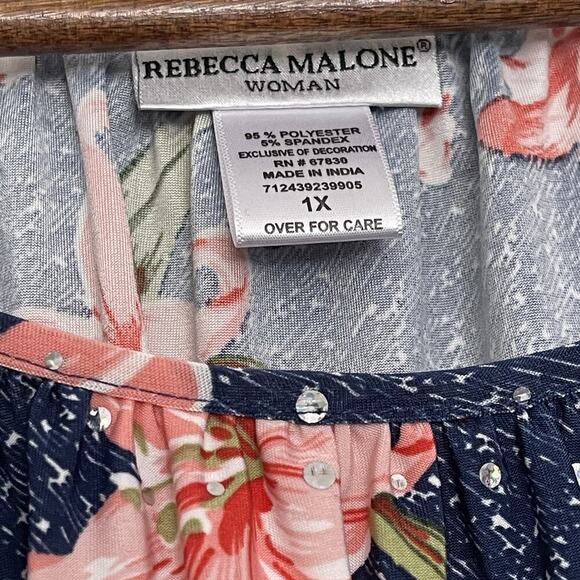 REBECCA MALONE®
WOMAN
95 % POLYESTER
5% SPANDEX
EXCLUSIVE OF DECORATION
RN # 67830
MADE IN INDIA
712439239905
1X
OVER FOR CARE